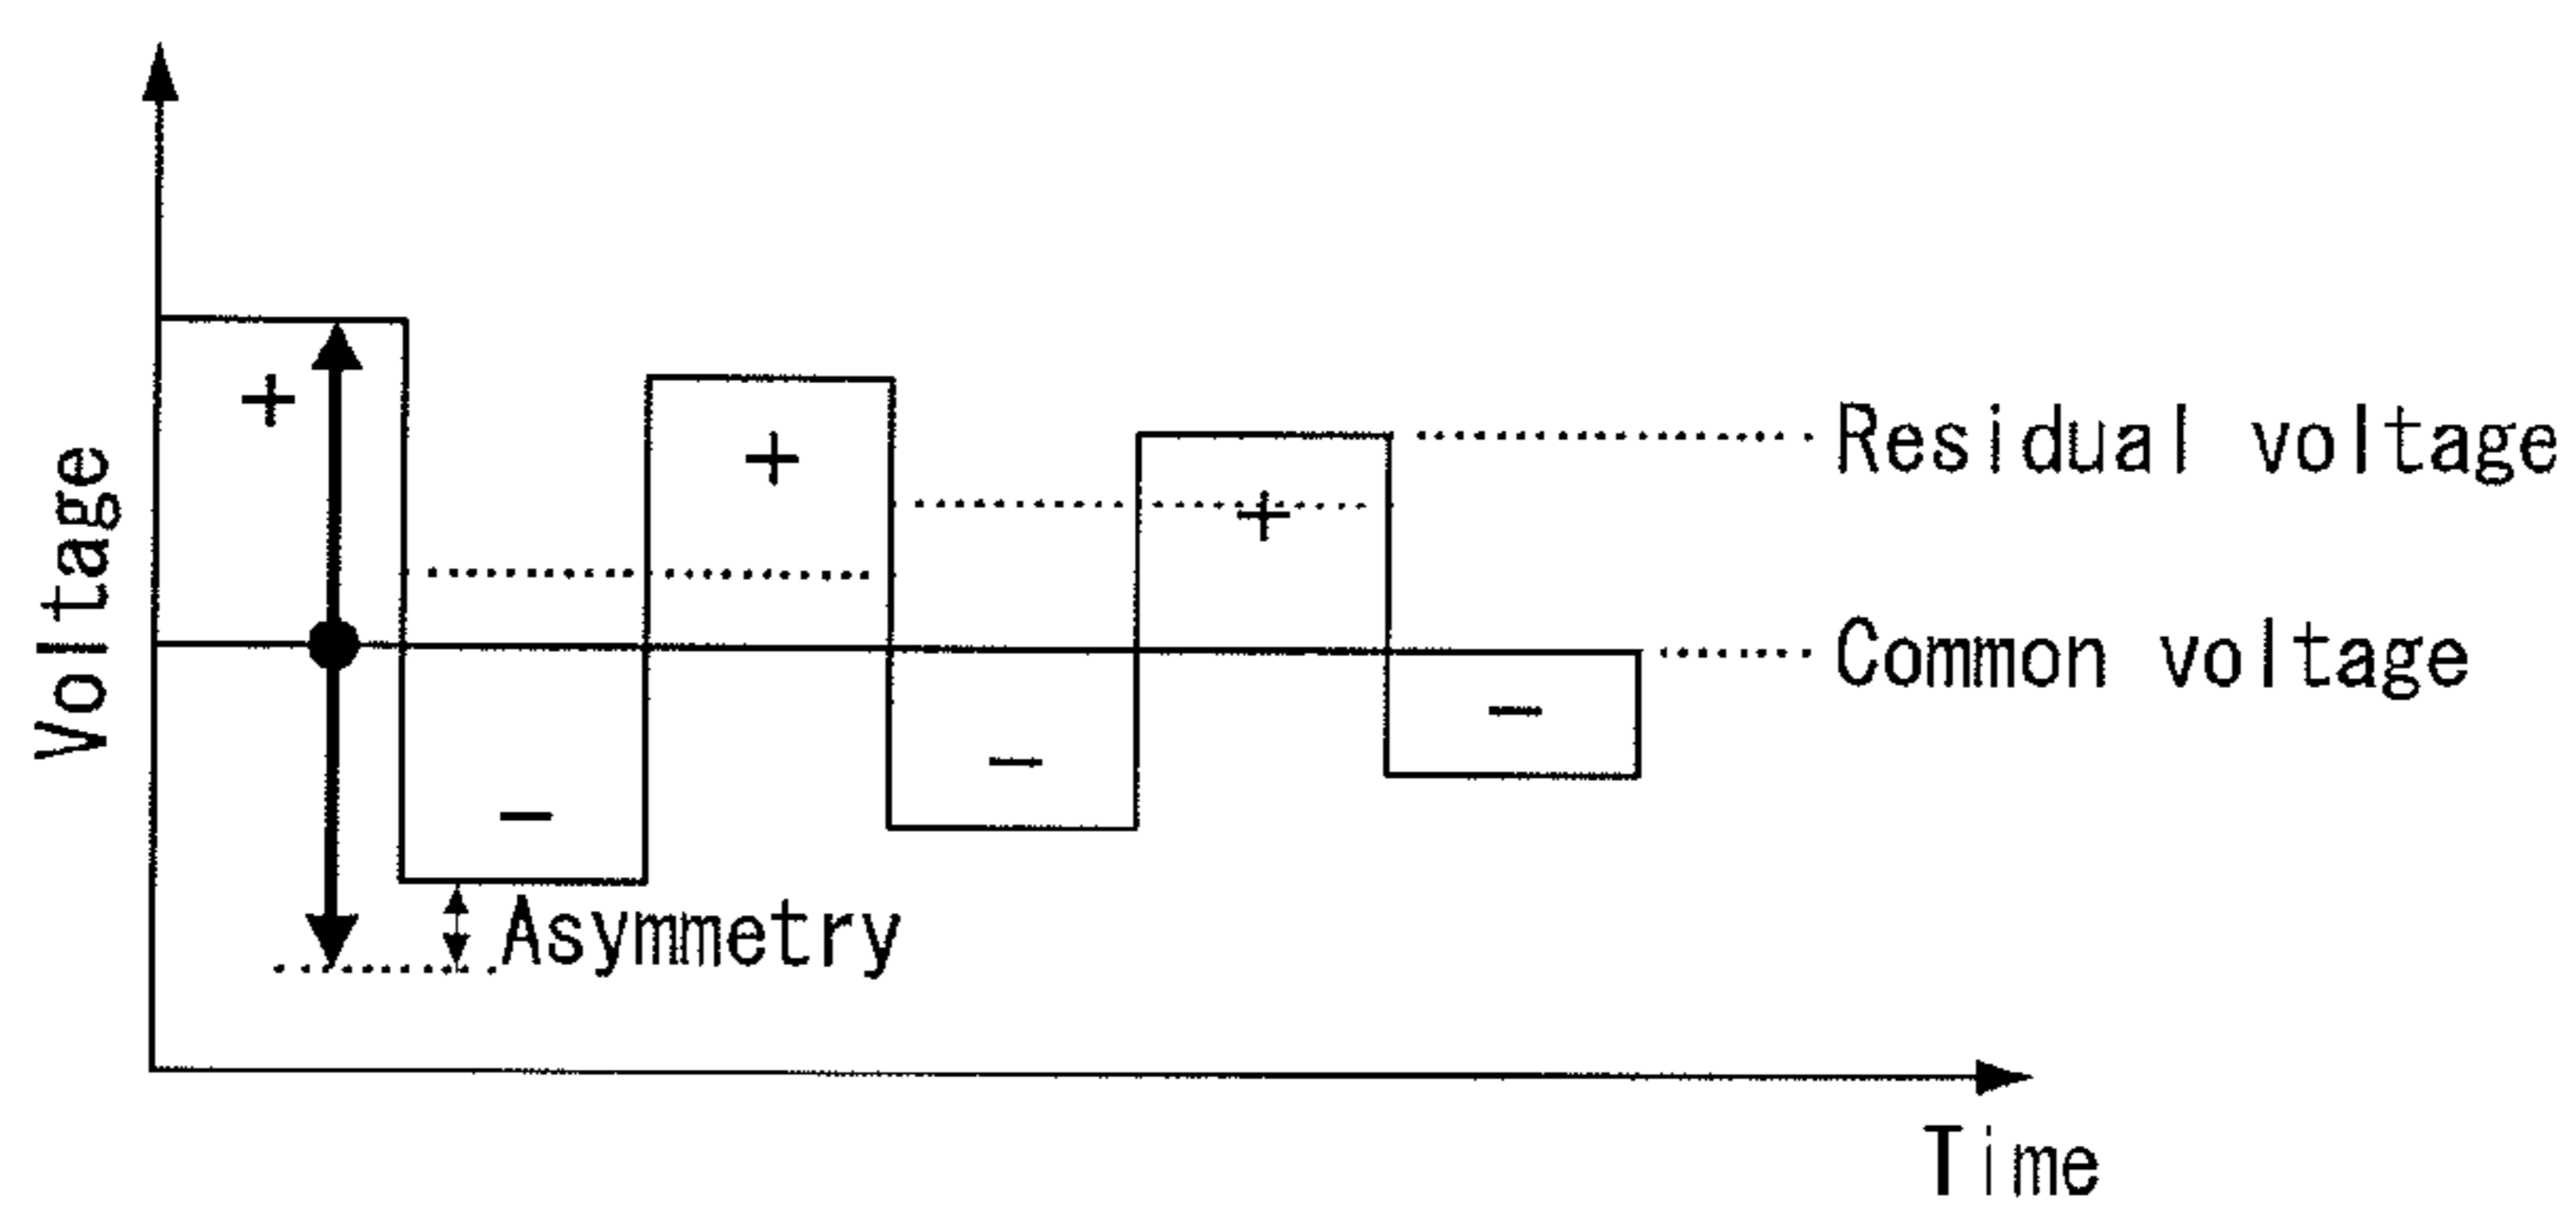 Voltage
+
+
+
Residual voltage
Common voltage
−
−
−
Asymmetry
Time